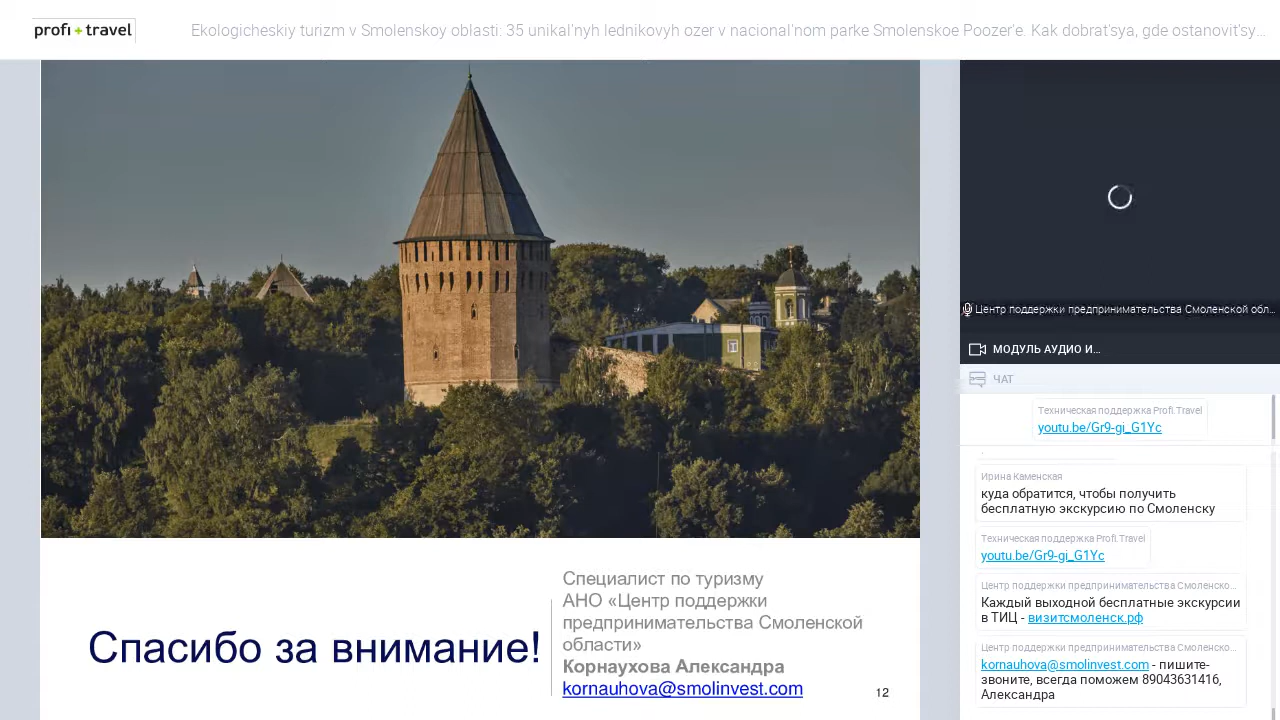 profi + travel
Ekologicheskiy turizm v Smolenskoy oblasti: 35 unikal'nyh lednikovyh ozer v nacional'nom parke Smolenskoe Poozer'e. Kak dobrat'sya, gde ostanovit'sy...
Центр поддержки предпринимательства Смоленской обл...
МОДУЛЬ АУДИО И...
ЧАТ
Техническая поддержка Profi.Travel
youtu.be/Gr9-gi_G1Yc
Ирина Каменская
куда обратится, чтобы получить
бесплатную экскурсию по Смоленску
Техническая поддержка Profi.Travel
youtu.be/Gr9-gi_G1Yc
Центр поддержки предпринимательства Смоленско...
Каждый выходной бесплатные экскурсии
в ТИЦ - визитсмоленск.рф
Центр поддержки предпринимательства Смоленско...
kornauhova@smolinvest.com - пишите-
звоните, всегда поможем 89043631416,
Александра
Спасибо за внимание!
Специалист по туризму
АНО «Центр поддержки
предпринимательства Смоленской
области»
Корнаухова Александра
kornauhova@smolinvest.com
12